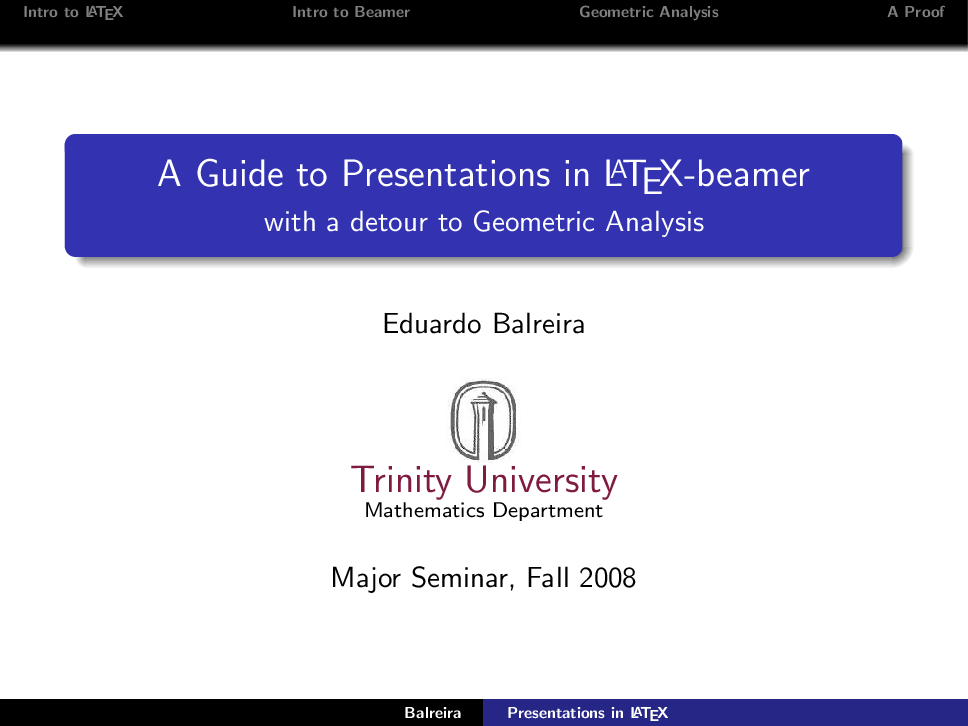 Intro to LATEX Intro to Beamer Geometric Analysis A Proof
A Guide to Presentations in LATEX-beamer
with a detour to Geometric Analysis
Eduardo Balreira
Trinity University
Mathematics Department
Major Seminar, Fall 2008
Balreira Presentations in LATEX